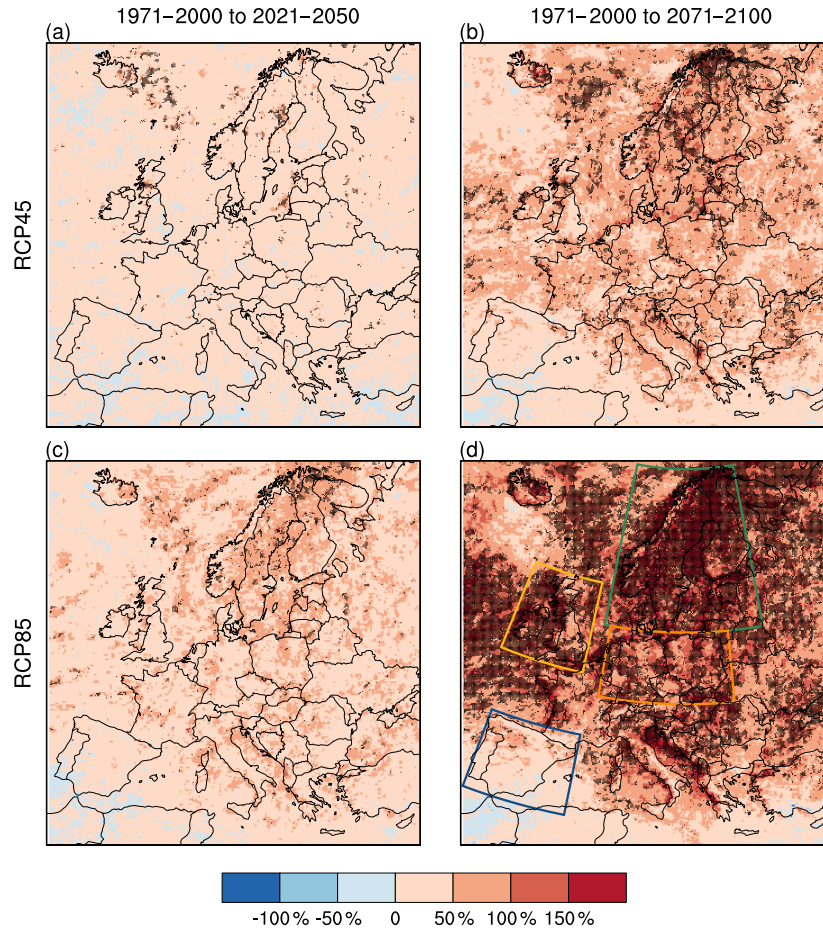 1971−2000 to 2021−2050
1971−2000 to 2071−2100
(a)
(b)
RCP45
(c)
(d)
RCP85
-100 % -50 % 0 50 % 100 % 150 %